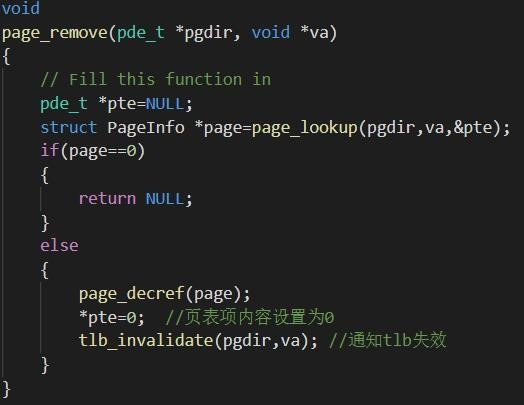 void
page_remove(pde_t *pgdir, void *va)
{
    // Fill this function in
    pde_t *pte=NULL;
    struct PageInfo *page=page_lookup(pgdir,va,&pte);
    if(page==0)
    {
        return NULL;
    }
    else
    {
        page_decref(page);
        *pte=0;  //页表项内容设置为0
        tlb_invalidate(pgdir,va); //通知tlb失效
    }
}